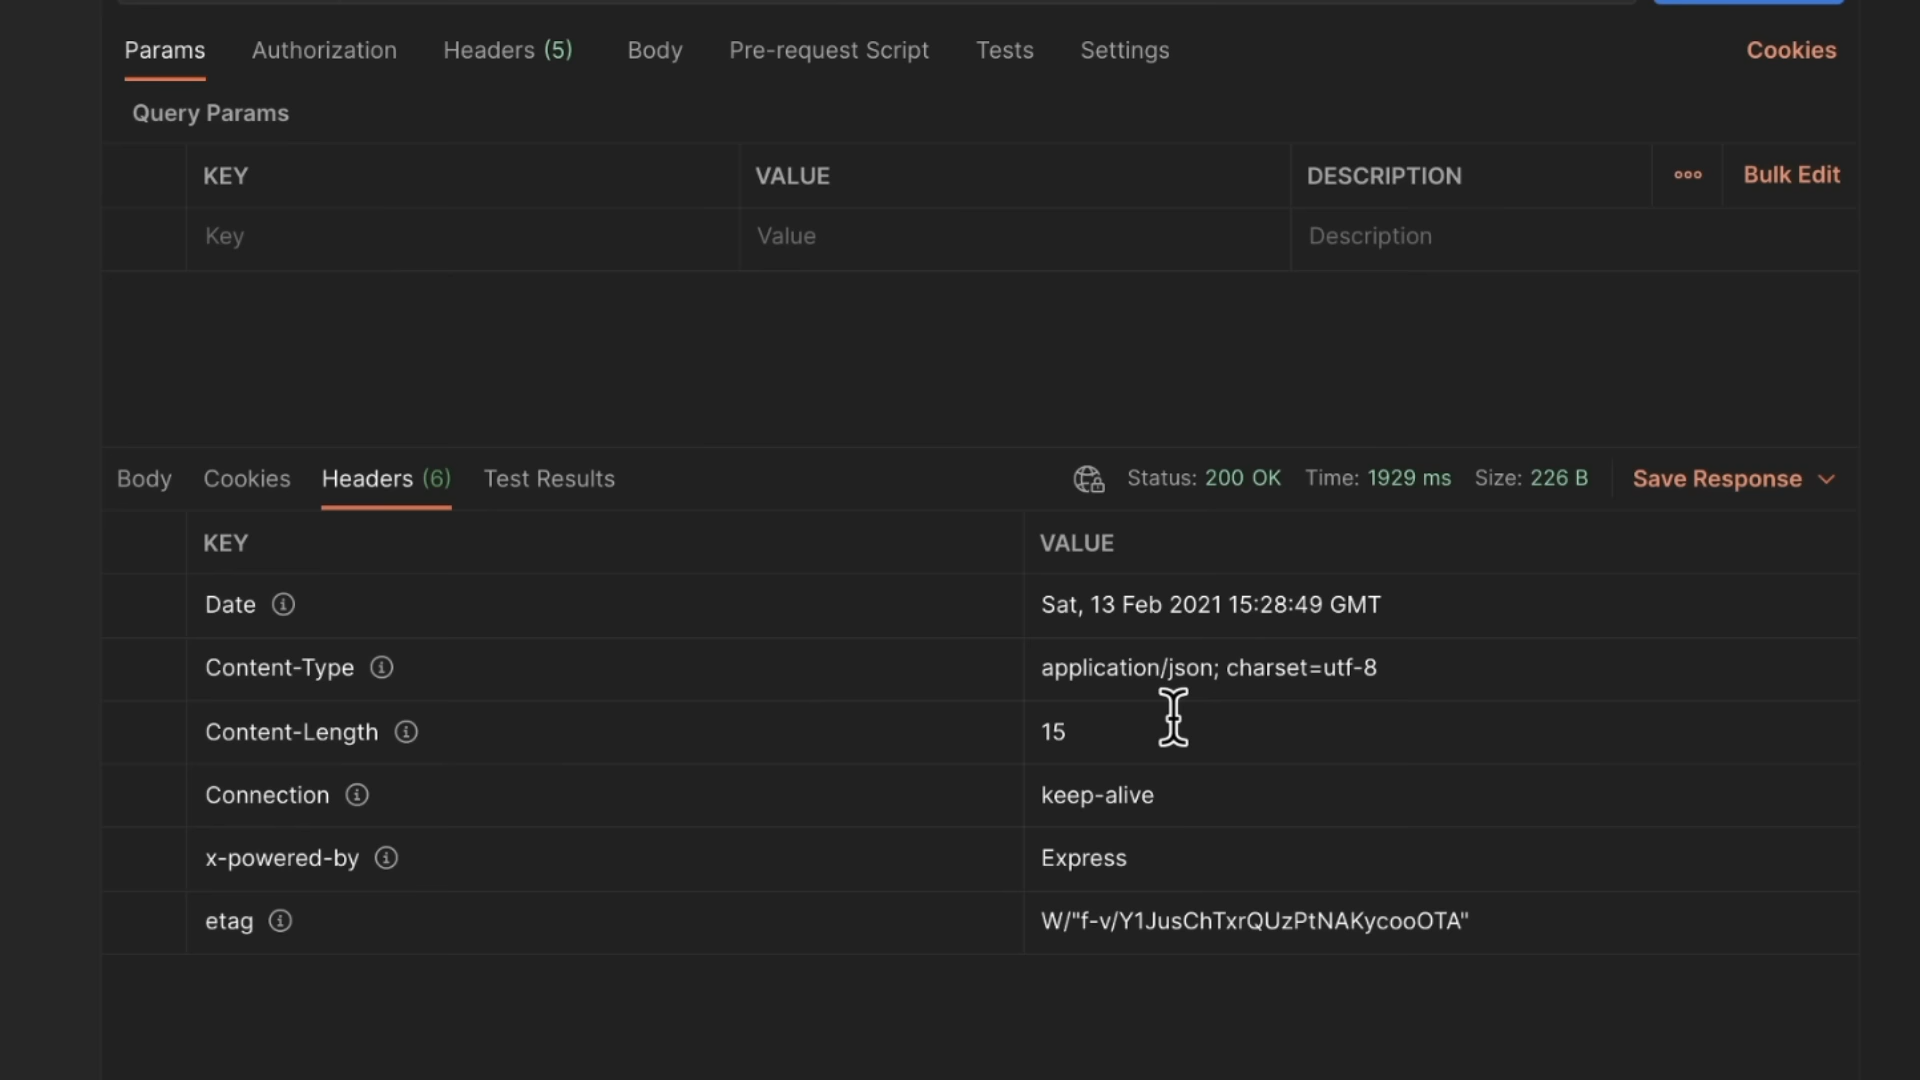 Params Authorization Headers (5) Body Pre-request Script Tests Settings Cookies
Query Params
KEY VALUE DESCRIPTION Bulk Edit
Key Value Description
Body Cookies Headers (6) Test Results Status: 200 OK Time: 1929 ms Size: 226 B Save Response
KEY VALUE
Date Sat, 13 Feb 2021 15:28:49 GMT
Content-Type application/json; charset=utf-8
Content-Length 15
Connection keep-alive
x-powered-by Express
etag W/"f-v/Y1JusChTxrQUzPtNAKycooOTA"